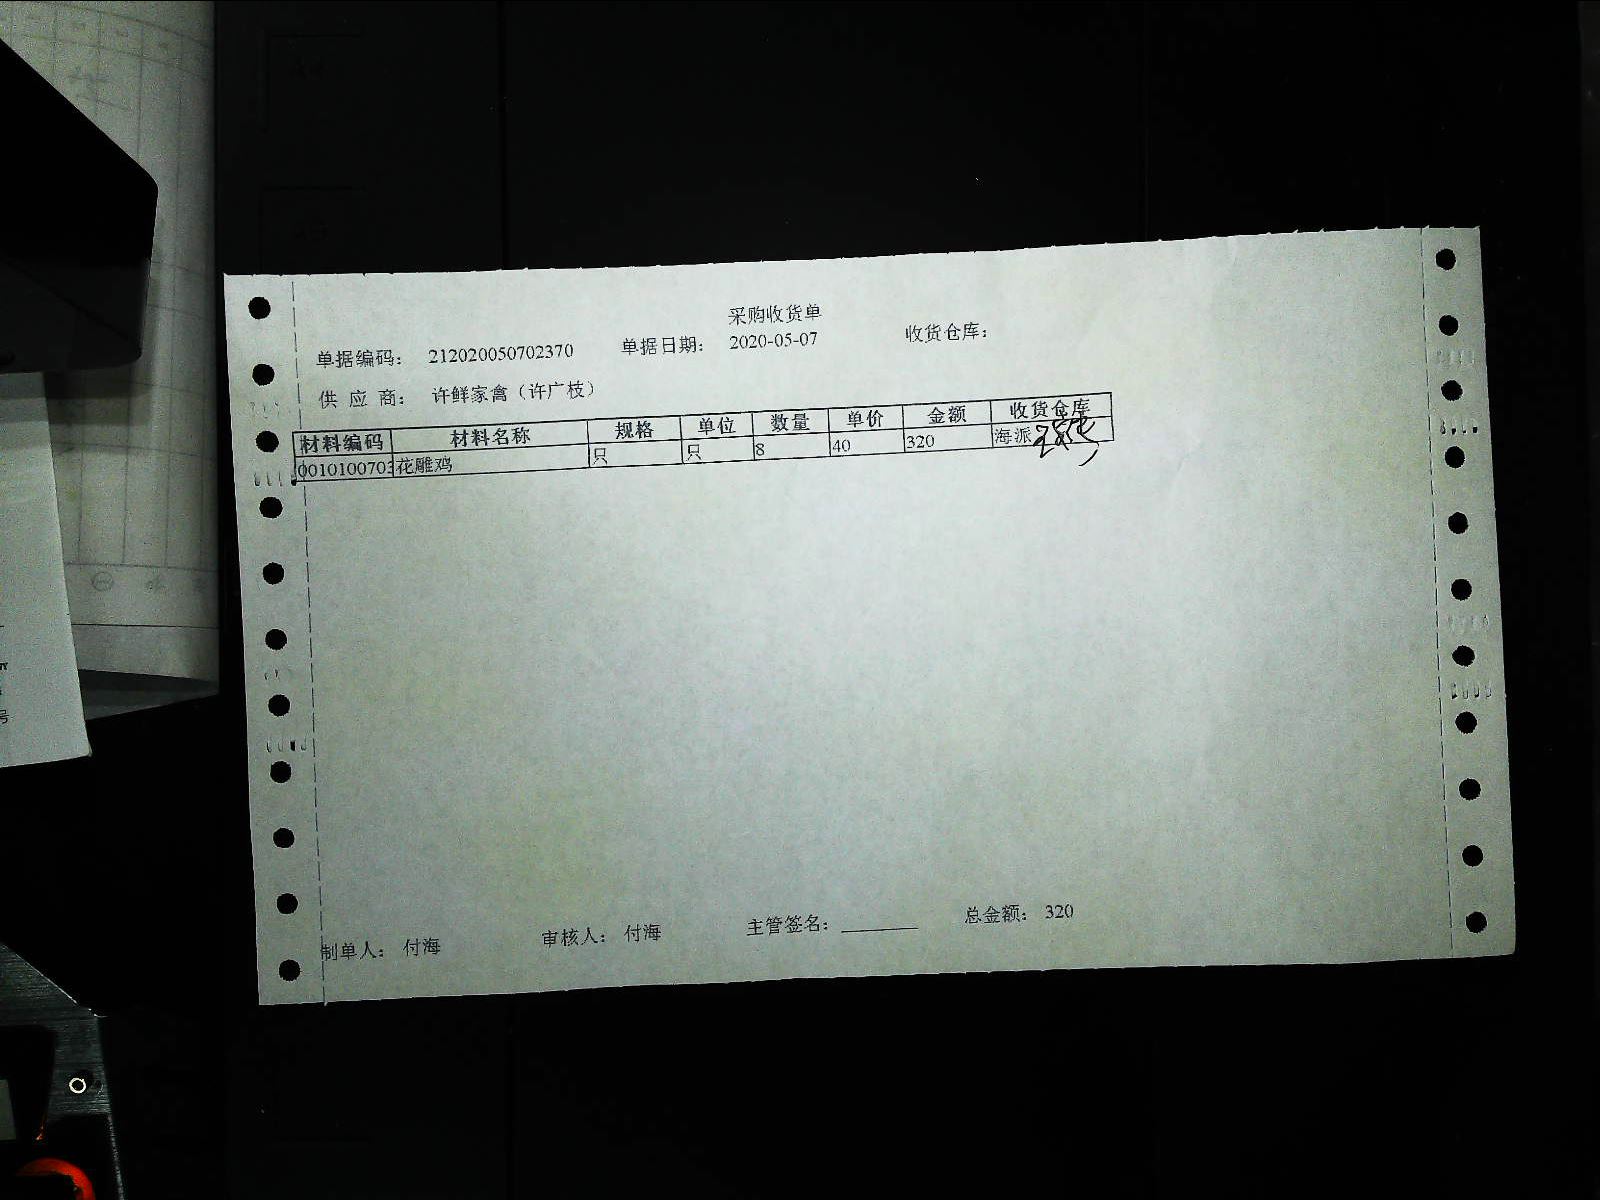 采购收货单
单据编码: 212020050702370 单据日期: 2020-05-07 收货仓库:
供 应 商: 许鲜家禽（许广枝）
材料编码 材料名称 规格 单位 数量 单价 金额 收货仓库
0010100703 花雕鸡 只 只 8 40 320 海派
制单人: 付海 审核人: 付海 主管签名: 总金额: 320